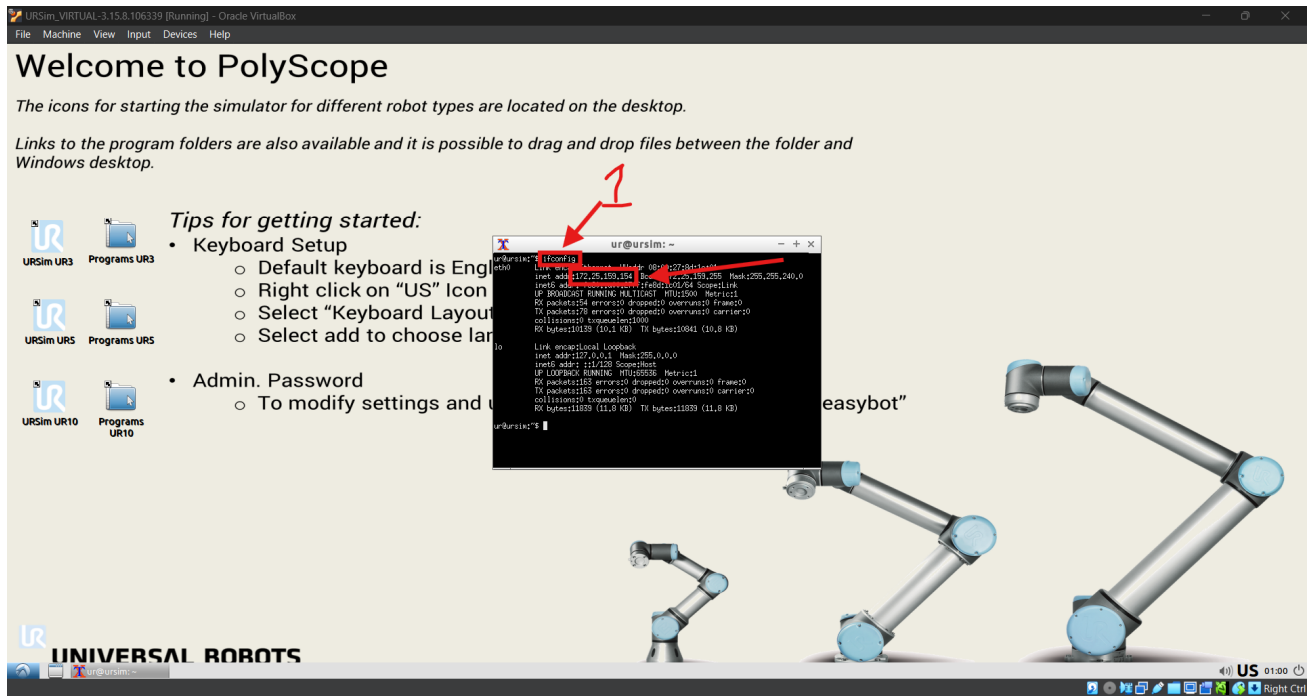 URSim_VIRTUAL-3.15.8.106339 [Running] - Oracle VirtualBox
File Machine View Input Devices Help
Welcome to PolyScope
The icons for starting the simulator for different robot types are located on the desktop.
Links to the program folders are also available and it is possible to drag and drop files between the folder and
Windows desktop.
1
Tips for getting started:
• Keyboard Setup
○ Default keyboard is Engl
○ Right click on "US" Icon
○ Select "Keyboard Layout
○ Select add to choose lan
• Admin. Password
○ To modify settings and u
easybot"
URSim UR3
Programs UR3
URSim UR5
Programs UR5
URSim UR10
Programs
UR10
ur@ursim: ~
ur@ursim:~$ ifconfig
eth0 Link
inet addr:172.25.159.154 .25.159.255 Mask:255.255.240.0
inet6 Scope:Link
UP BROADCAST RUNNING MULTICAST MTU:1500 Metric:1
RX packets:54 errors:0 dropped:0 overruns:0 frame:0
TX packets:78 errors:0 dropped:0 overruns:0 carrier:0
collisions:0 txqueuelen:1000
RX bytes:10139 (10.1 KB) TX bytes:10841 (10.8 KB)
lo Link encap:Local Loopback
inet addr:127.0.0.1 Mask:255.0.0.0
inet6 addr: ::1/128 Scope:Host
UP LOOPBACK RUNNING MTU:65536 Metric:1
RX packets:163 errors:0 dropped:0 overruns:0 frame:0
TX packets:163 errors:0 dropped:0 overruns:0 carrier:0
collisions:0 txqueuelen:0
RX bytes:11839 (11.8 KB) TX bytes:11839 (11.8 KB)
ur@ursim:~$
UR
UNIVERSAL ROBOTS
ur@ursim: ~
US 01:00
Right Ctrl